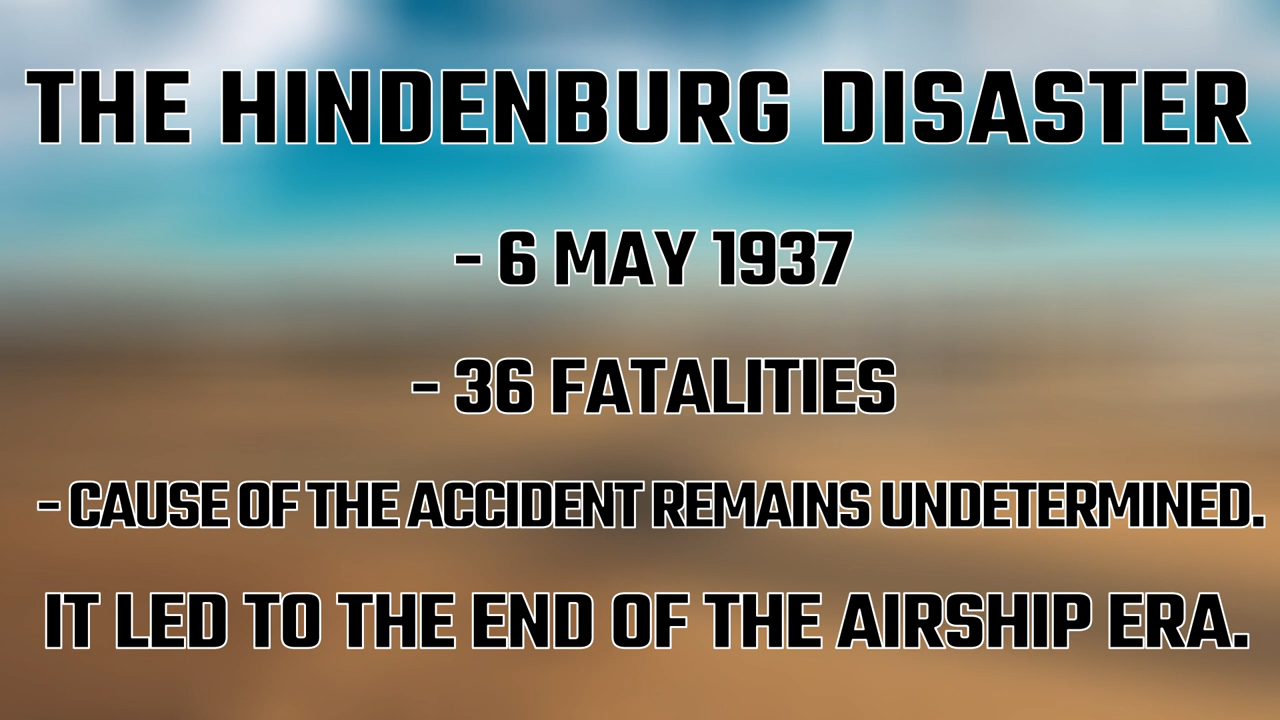 THE HINDENBURG DISASTER
- 6 MAY 1937
- 36 FATALITIES
- CAUSE OF THE ACCIDENT REMAINS UNDETERMINED.
IT LED TO THE END OF THE AIRSHIP ERA.